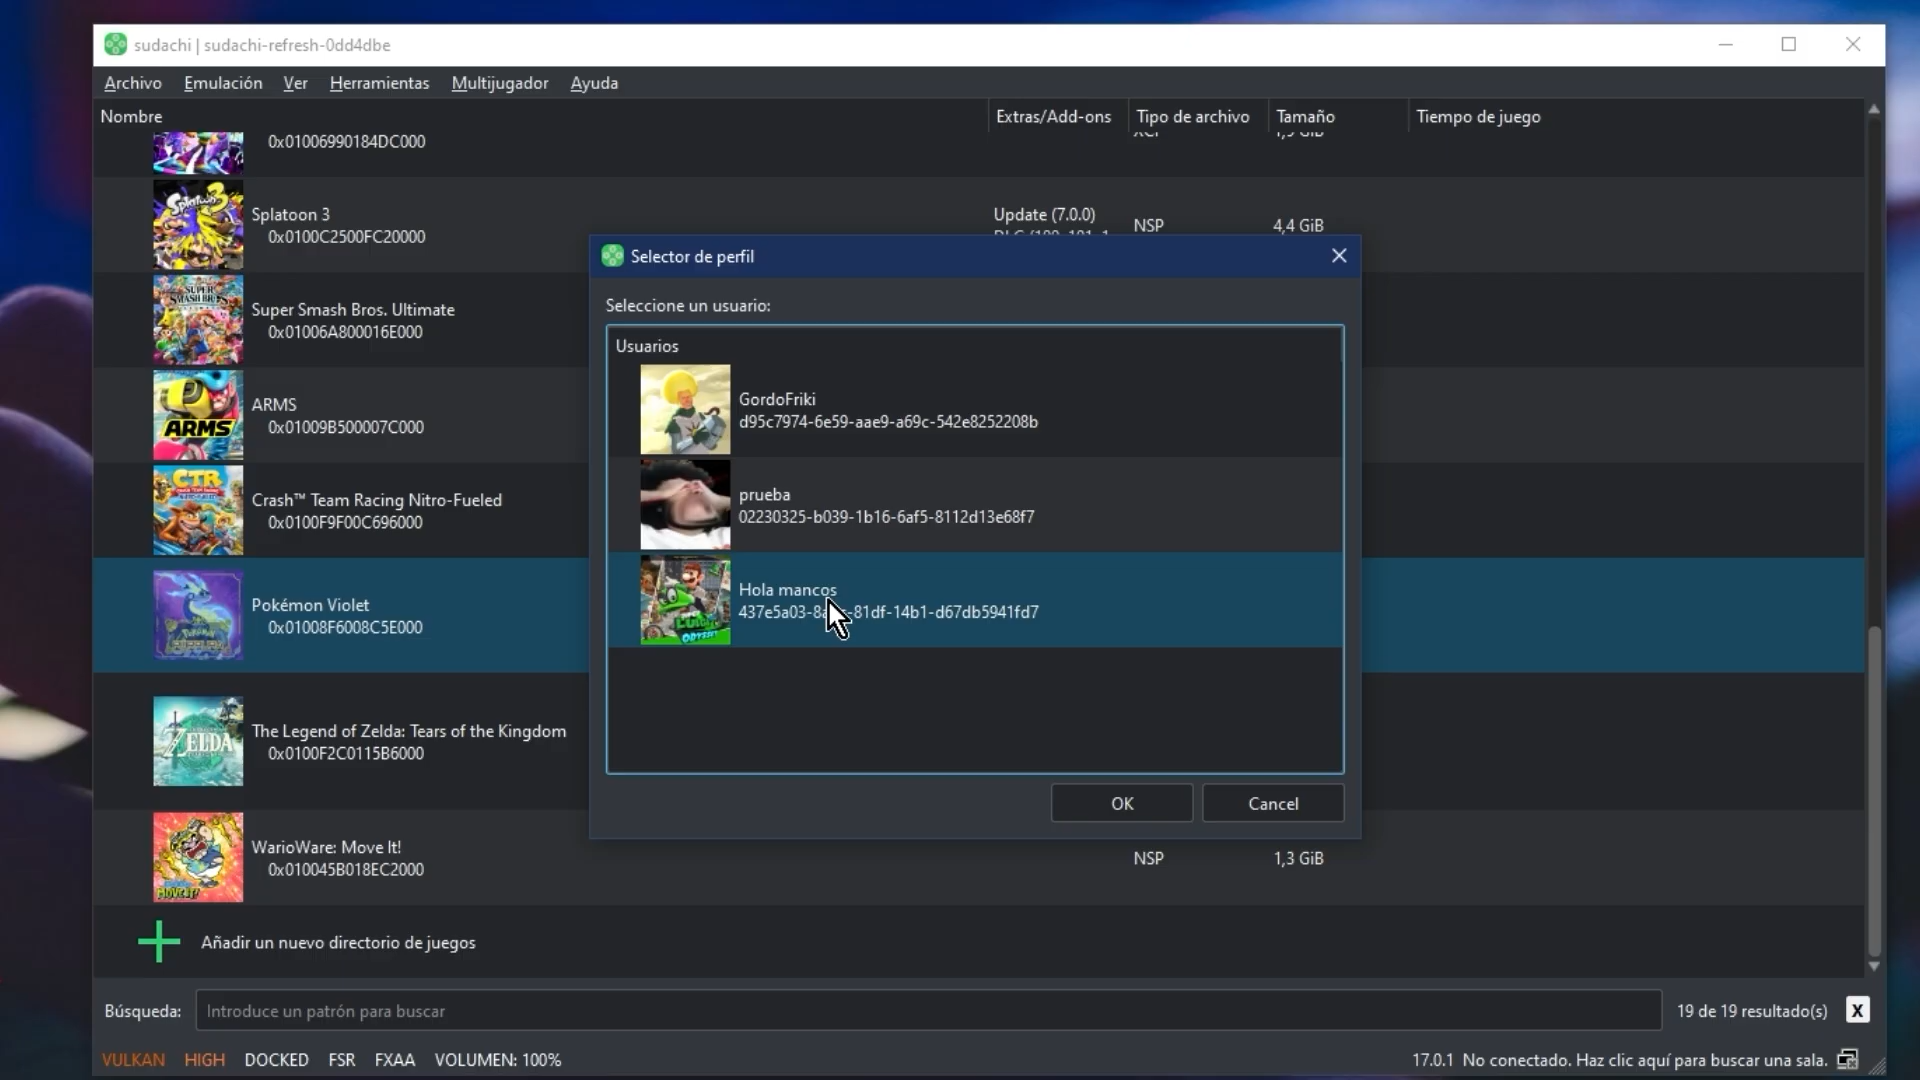 sudachi | sudachi-refresh-0dd4dbe
Archivo Emulación Ver Herramientas Multijugador Ayuda
Nombre Extras/Add-ons Tipo de archivo Tamaño Tiempo de juego
0x01006990184DC000
Splatoon 3
0x0100C2500FC20000
Update (7.0.0)
NSP 4,4 GiB
Super Smash Bros. Ultimate
0x01006A800016E000
ARMS
ARMS
0x01009B500007C000
CTR
Crash™ Team Racing Nitro-Fueled
0x0100F9F00C696000
Pokémon Violet
0x01008F6008C5E000
ZELDA
The Legend of Zelda: Tears of the Kingdom
0x0100F2C0115B6000
WarioWare: Move It!
0x010045B018EC2000
NSP 1,3 GiB
Añadir un nuevo directorio de juegos
Selector de perfil
Seleccione un usuario:
Usuarios
GordoFriki
d95c7974-6e59-aae9-a69c-542e8252208b
prueba
02230325-b039-1b16-6af5-8112d13e68f7
Hola mancos
-81df-14b1-d67db5941fd7
LUIGI
ODYSSEY
OK Cancel
Búsqueda: Introduce un patrón para buscar 19 de 19 resultado(s) X
VULKAN HIGH DOCKED FSR FXAA VOLUMEN: 100% 17.0.1 No conectado. Haz clic aquí para buscar una sala.